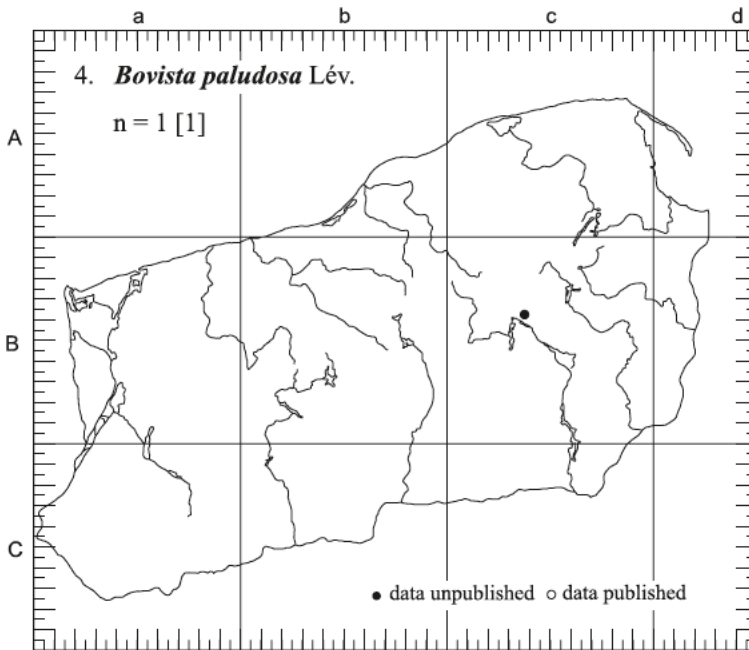 a b c d
4. Bovista paludosa Lév.
n = 1 [1]
A
B
C
● data unpublished ○ data published